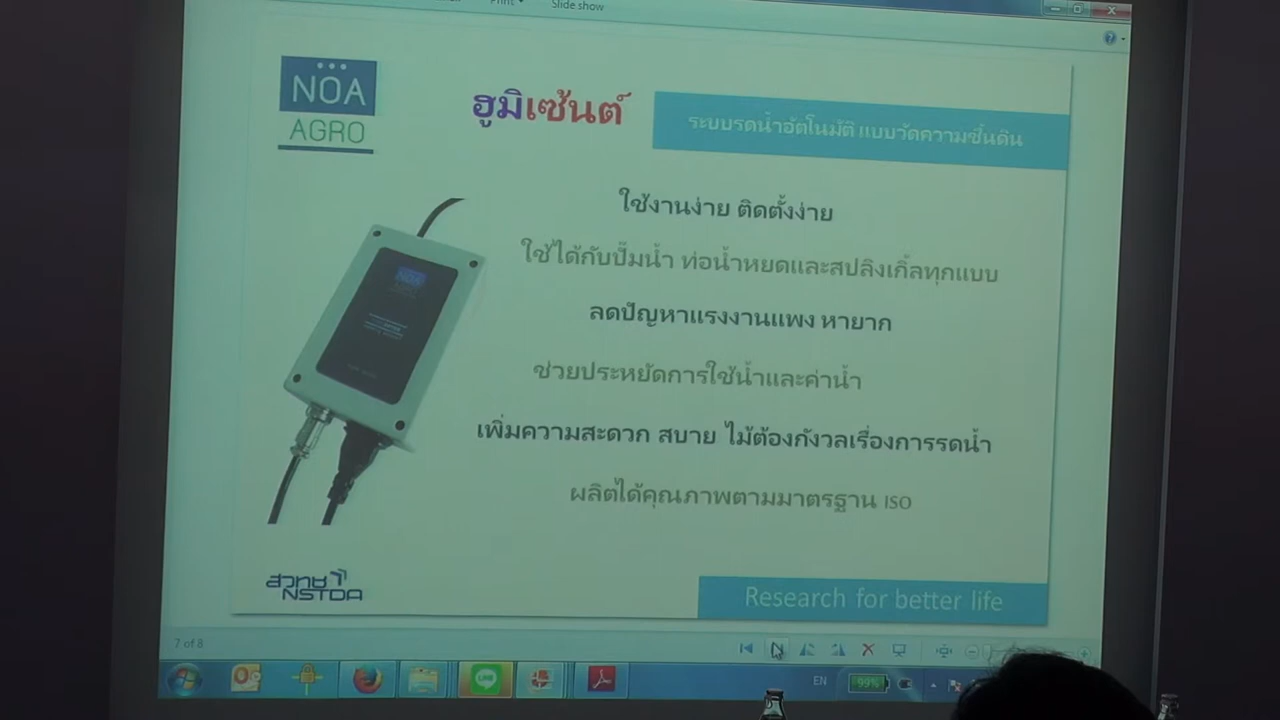 Print
Slide show
NOA
AGRO
ฮูมิเซ้นต์
ระบบรดน้ำอัตโนมัติ แบบวัดความชื้นดิน
ใช้งานง่าย ติดตั้งง่าย
ใช้ได้กับปั๊มน้ำ ท่อน้ำหยดและสปลิงเกิ้ลทุกแบบ
ลดปัญหาแรงงานแพง หายาก
ช่วยประหยัดการใช้น้ำและค่าน้ำ
เพิ่มความสะดวก สบาย ไม้ต้องกังวลเรื่องการรดน้ำ
ผลิตได้คุณภาพตามมาตรฐาน ISO
NOA
สวทช
NSTDA
Research for better life
7 of 8
LINE
EN
99%